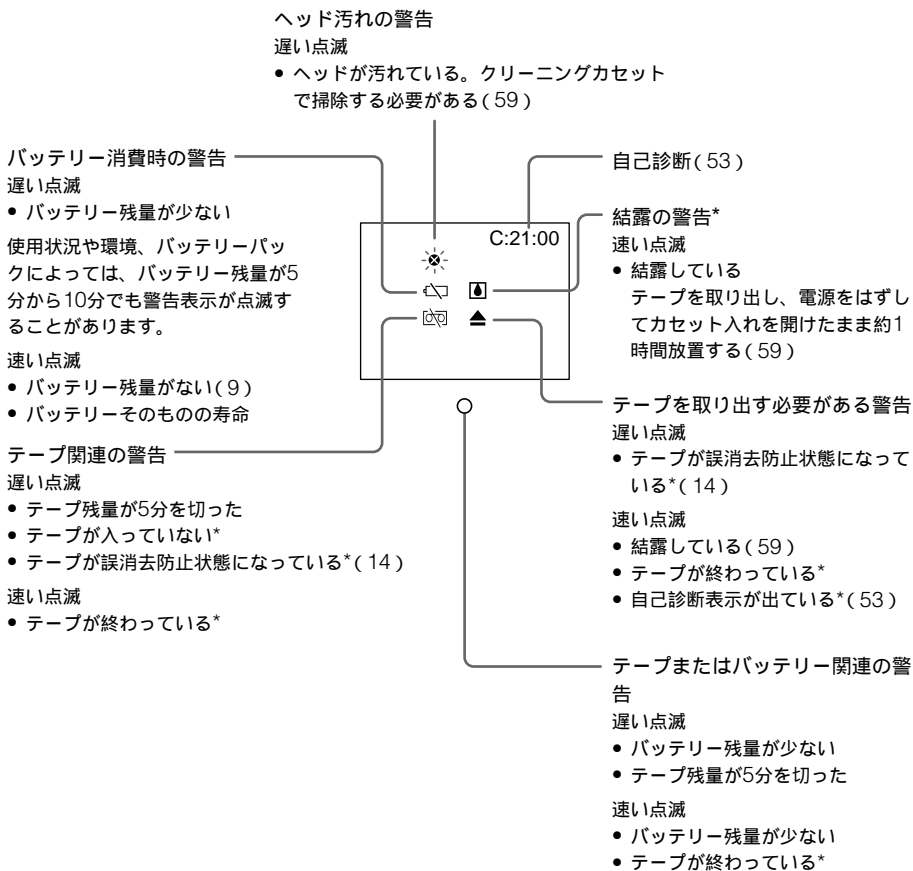 ヘッド汚れの警告
遅い点滅
● ヘッドが汚れている。クリーニングカセット
で掃除する必要がある(59)
バッテリー消費時の警告
遅い点滅
● バッテリー残量が少ない
使用状況や環境、バッテリーパッ
クによっては、バッテリー残量が5
分から10分でも警告表示が点滅す
ることがあります。
速い点滅
● バッテリー残量がない(9)
● バッテリーそのものの寿命
テープ関連の警告
遅い点滅
● テープ残量が5分を切った
● テープが入っていない*
● テープが誤消去防止状態になっている*(14)
速い点滅
● テープが終わっている*
C:21:00
自己診断(53)
結露の警告*
速い点滅
● 結露している
テープを取り出し、電源をはずし
てカセット入れを開けたまま約1
時間放置する(59)
テープを取り出す必要がある警告
遅い点滅
● テープが誤消去防止状態になって
いる*(14)
速い点滅
● 結露している(59)
● テープが終わっている*
● 自己診断表示が出ている*(53)
テープまたはバッテリー関連の警
告
遅い点滅
● バッテリー残量が少ない
● テープ残量が5分を切った
速い点滅
● バッテリー残量が少ない
● テープが終わっている*